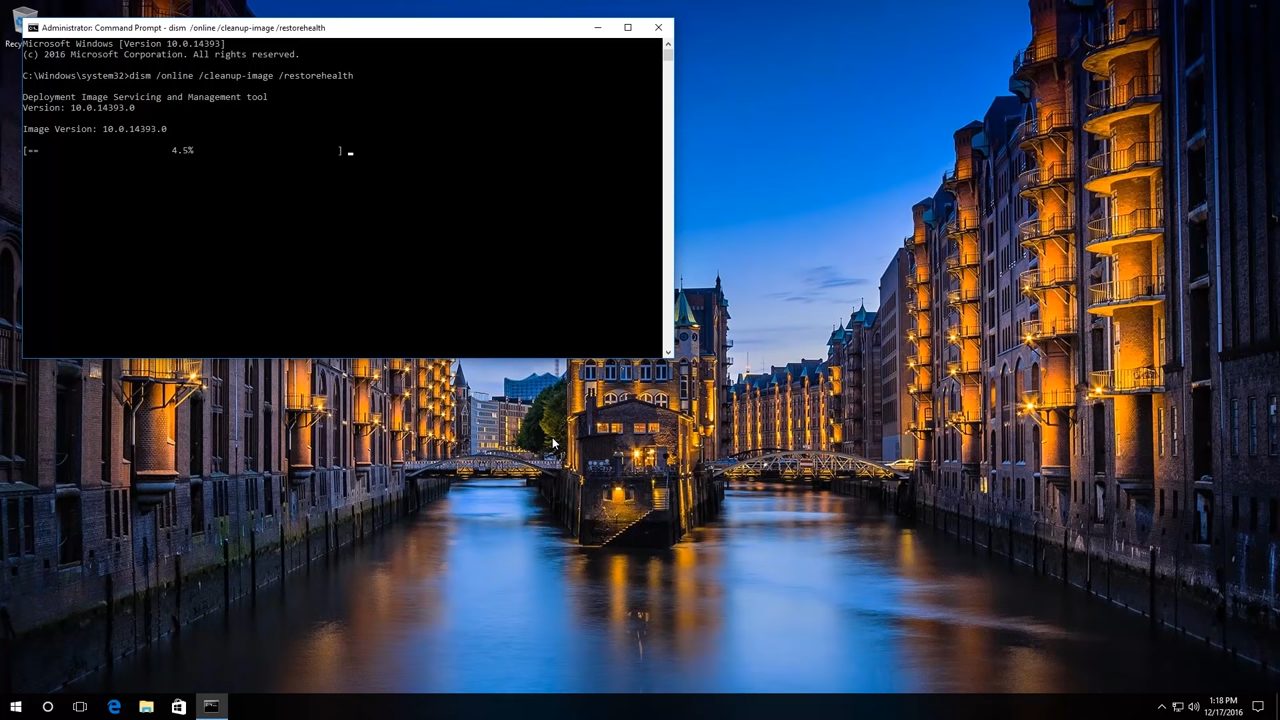 Administrator: Command Prompt - dism  /online /cleanup-image /restorehealth
Recy
Microsoft Windows [Version 10.0.14393]
(c) 2016 Microsoft Corporation. All rights reserved.
C:\Windows\system32>dism /online /cleanup-image /restorehealth
Deployment Image Servicing and Management tool
Version: 10.0.14393.0
Image Version: 10.0.14393.0
[==                         4.5%                           ]
1:18 PM
12/17/2016